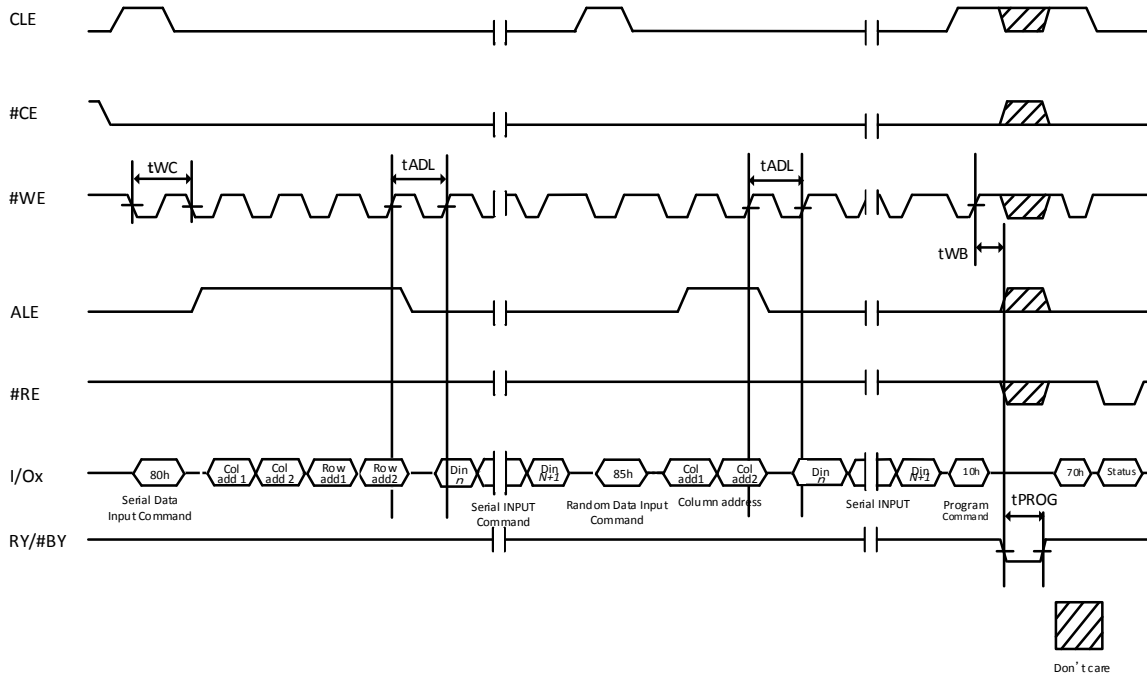 CLE
#CE
tWC
tADL
tADL
#WE
tWB
ALE
#RE
I/Ox
80h
Col
add 1
Col
add 2
Row
add1
Row
add2
Din
n
Din
N+1
85h
Col
add1
Col
add2
Din
n
Din
N+1
10h
70h
Status
Serial Data
Input Command
Serial INPUT
Command
Random Data Input
Command
Column address
Serial INPUT
Program
Command
tPROG
RY/#BY
Don't care